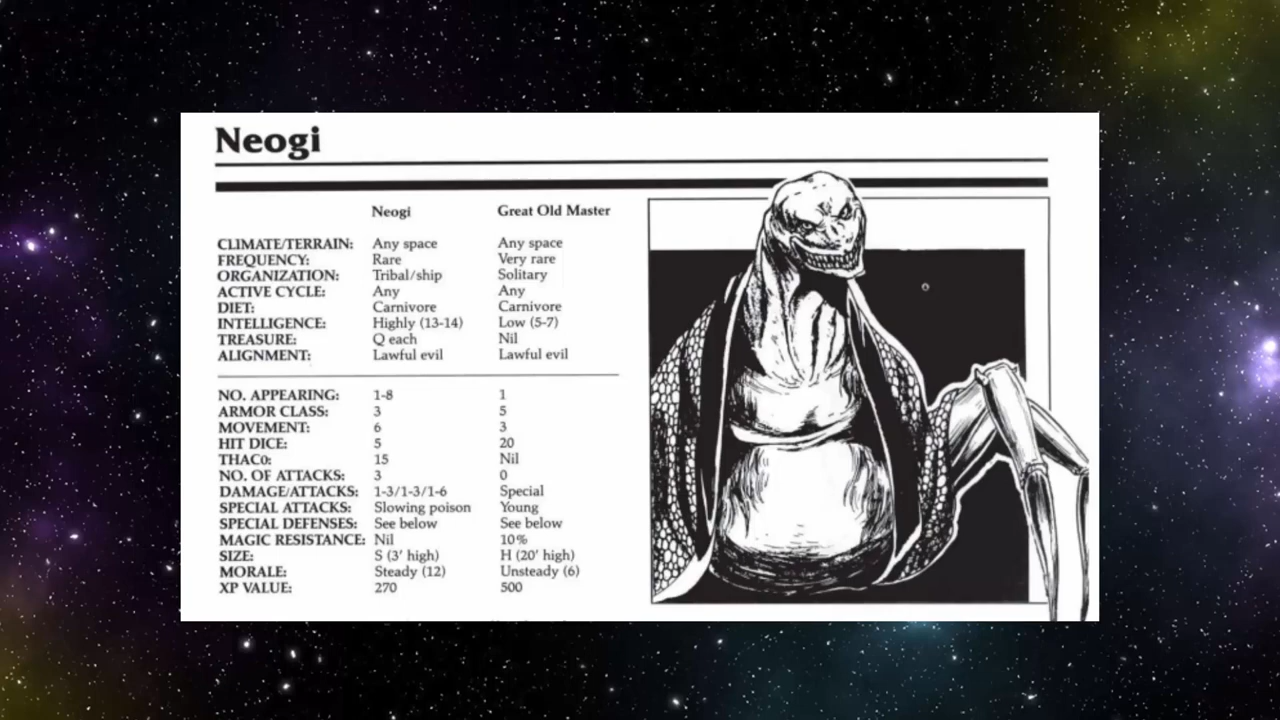 Neogi
Neogi Great Old Master
CLIMATE/TERRAIN: Any space Any space
FREQUENCY: Rare Very rare
ORGANIZATION: Tribal/ship Solitary
ACTIVE CYCLE: Any Any
DIET: Carnivore Carnivore
INTELLIGENCE: Highly (13-14) Low (5-7)
TREASURE: Q each Nil
ALIGNMENT: Lawful evil Lawful evil
NO. APPEARING: 1-8 1
ARMOR CLASS: 3 5
MOVEMENT: 6 3
HIT DICE: 5 20
THAC0: 15 Nil
NO. OF ATTACKS: 3 0
DAMAGE/ATTACKS: 1-3/1-3/1-6 Special
SPECIAL ATTACKS: Slowing poison Young
SPECIAL DEFENSES: See below See below
MAGIC RESISTANCE: Nil 10%
SIZE: S (3' high) H (20' high)
MORALE: Steady (12) Unsteady (6)
XP VALUE: 270 500